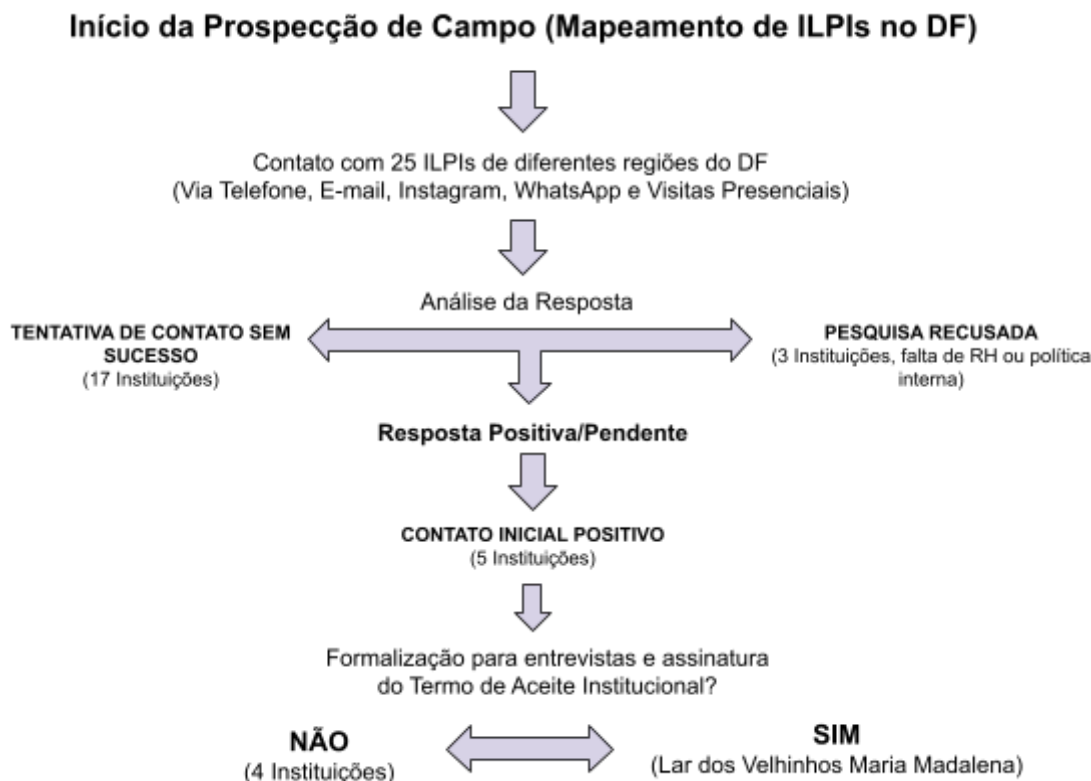 Início da Prospecção de Campo (Mapeamento de ILPIs no DF)
Contato com 25 ILPIs de diferentes regiões do DF
(Via Telefone, E-mail, Instagram, WhatsApp e Visitas Presenciais)
Análise da Resposta
TENTATIVA DE CONTATO SEM
SUCESSO
(17 Instituições)
PESQUISA RECUSADA
(3 Instituições, falta de RH ou política
interna)
Resposta Positiva/Pendente
CONTATO INICIAL POSITIVO
(5 Instituições)
Formalização para entrevistas e assinatura
do Termo de Aceite Institucional?
NÃO
(4 Instituições)
SIM
(Lar dos Velhinhos Maria Madalena)